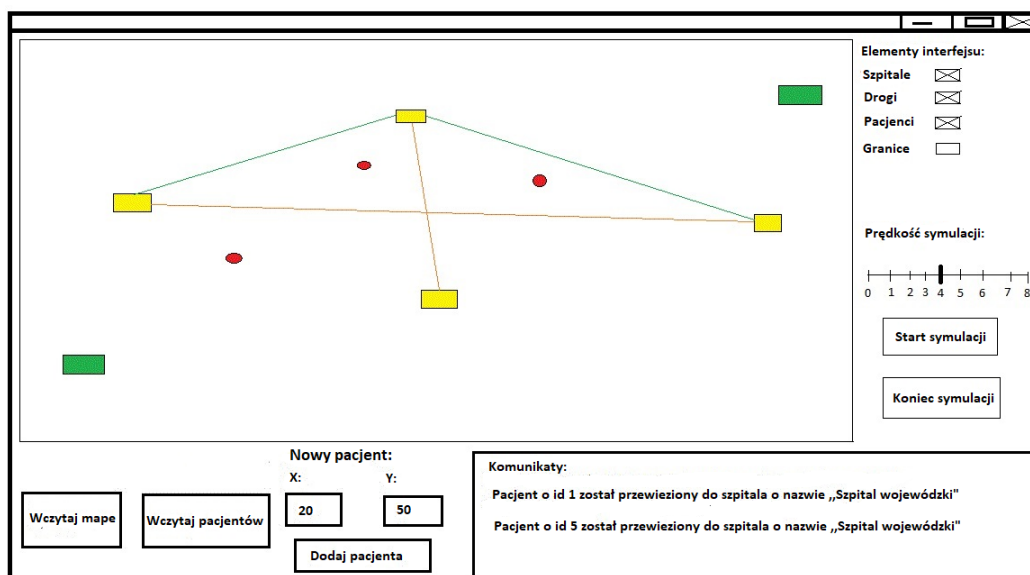 Elementy interfejsu:
Szpitale
Drogi
Pacjenci
Granice
Prędkość symulacji:
0 1 2 3 4 5 6 7 8
Start symulacji
Koniec symulacji
Nowy pacjent:
X: Y:
Wczytaj mape
Wczytaj pacjentów
20
50
Dodaj pacjenta
Komunikaty:
Pacjent o id 1 został przewieziony do szpitala o nazwie ,,Szpital wojewódzki"
Pacjent o id 5 został przewieziony do szpitala o nazwie ,,Szpital wojewódzki"